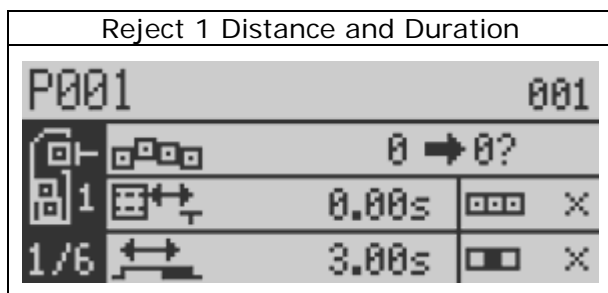 Reject 1 Distance and Duration
P001 001
0 ➡ 0?
1 0.00s ×
1/6 3.00s ×